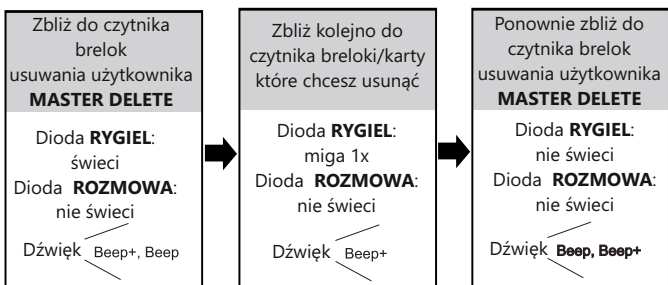 Zbliż do czytnika
brelok
usuwania użytkownika
MASTER DELETE
Dioda RYGIEL:
świeci
Dioda ROZMOWA:
nie świeci
Dźwięk Beep+, Beep
Zbliż kolejno do
czytnika breloki/karty
które chcesz usunąć
Dioda RYGIEL:
miga 1x
Dioda ROZMOWA:
nie świeci
Dźwięk Beep+
Ponownie zbliż do
czytnika brelok
usuwania użytkownika
MASTER DELETE
Dioda RYGIEL:
nie świeci
Dioda ROZMOWA:
nie świeci
Dźwięk Beep, Beep+